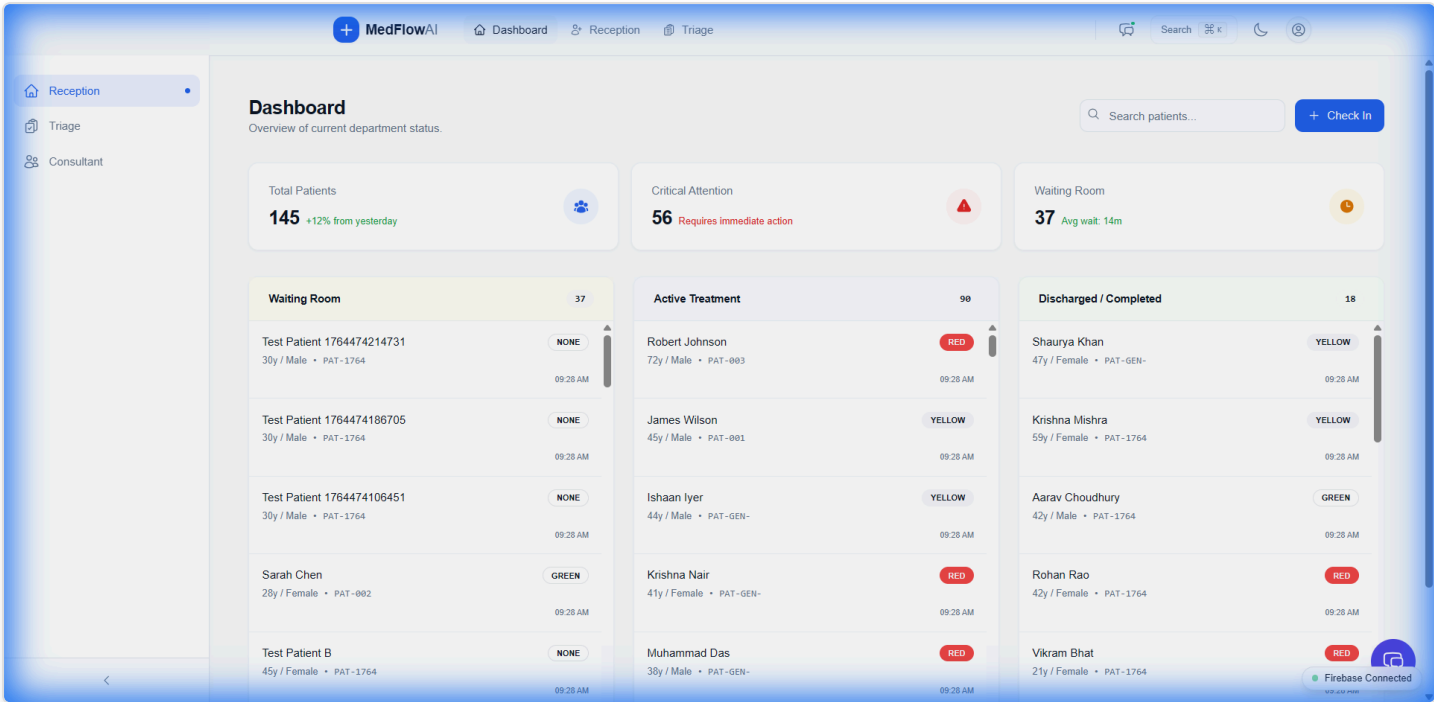 MedFlowAI
Dashboard
Reception
Triage
Search ⌘ K
Reception
Triage
Consultant
Dashboard
Overview of current department status.
Search patients...
+ Check In
Total Patients
145 +12% from yesterday
Critical Attention
56 Requires immediate action
Waiting Room
37 Avg wait: 14m
Waiting Room 37
Test Patient 1764474214731 NONE
30y / Male • PAT-1764
09:28 AM
Test Patient 1764474186705 NONE
30y / Male • PAT-1764
09:28 AM
Test Patient 1764474106451 NONE
30y / Male • PAT-1764
09:28 AM
Sarah Chen GREEN
28y / Female • PAT-002
09:28 AM
Test Patient B NONE
45y / Female • PAT-1764
09:28 AM
Active Treatment 90
Robert Johnson RED
72y / Male • PAT-003
09:28 AM
James Wilson YELLOW
45y / Male • PAT-001
09:28 AM
Ishaan Iyer YELLOW
44y / Male • PAT-GEN-
09:28 AM
Krishna Nair RED
41y / Female • PAT-GEN-
09:28 AM
Muhammad Das RED
38y / Male • PAT-GEN-
09:28 AM
Discharged / Completed 18
Shaurya Khan YELLOW
47y / Female • PAT-GEN-
09:28 AM
Krishna Mishra YELLOW
59y / Female • PAT-1764
09:28 AM
Aarav Choudhury GREEN
42y / Male • PAT-1764
09:28 AM
Rohan Rao RED
42y / Female • PAT-1764
09:28 AM
Vikram Bhat RED
21y / Female • PAT-1764
Firebase Connected